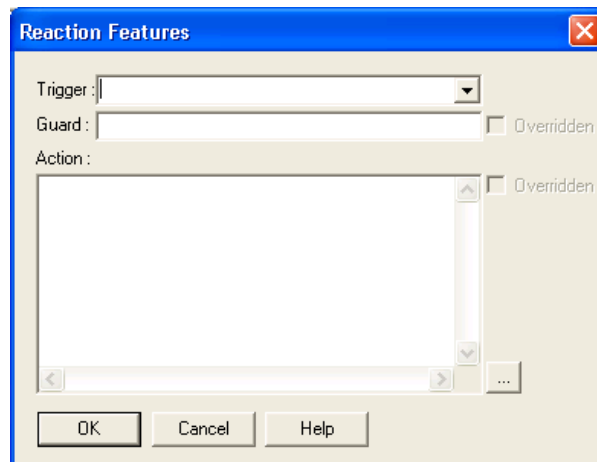 Reaction Features
Trigger :
Guard :
Overridden
Action :
Overridden
...
OK Cancel Help